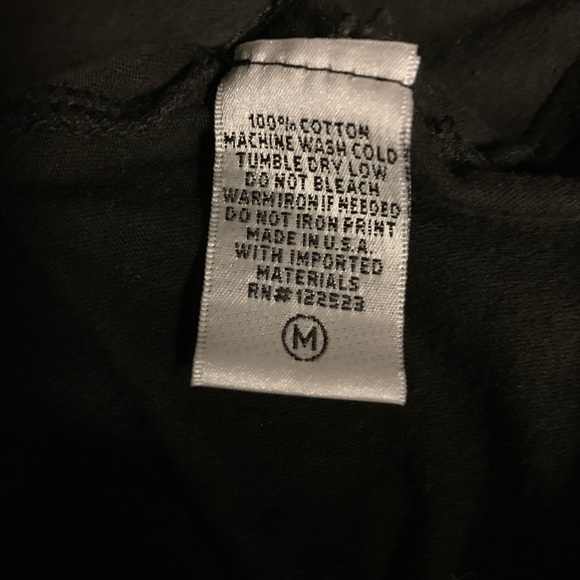 100% COTTON
MACHINE WASH COLD
TUMBLE DRY LOW
DO NOT BLEACH
WARM IRON IF NEEDED
DO NOT IRON PRINT
MADE IN U.S.A.
WITH IMPORTED
MATERIALS
RN#122523
M